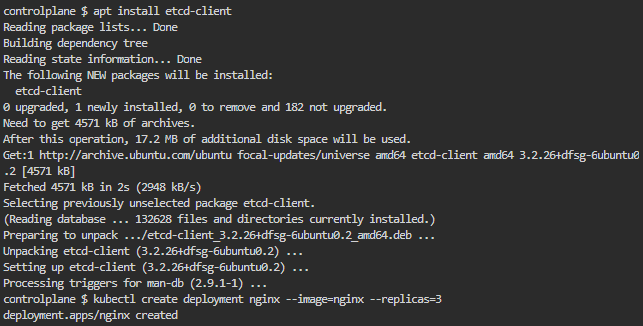 controlplane $ apt install etcd-client
Reading package lists... Done
Building dependency tree
Reading state information... Done
The following NEW packages will be installed:
  etcd-client
0 upgraded, 1 newly installed, 0 to remove and 182 not upgraded.
Need to get 4571 kB of archives.
After this operation, 17.2 MB of additional disk space will be used.
Get:1 http://archive.ubuntu.com/ubuntu focal-updates/universe amd64 etcd-client amd64 3.2.26+dfsg-6ubuntu0
.2 [4571 kB]
Fetched 4571 kB in 2s (2948 kB/s)
Selecting previously unselected package etcd-client.
(Reading database ... 132628 files and directories currently installed.)
Preparing to unpack .../etcd-client_3.2.26+dfsg-6ubuntu0.2_amd64.deb ...
Unpacking etcd-client (3.2.26+dfsg-6ubuntu0.2) ...
Setting up etcd-client (3.2.26+dfsg-6ubuntu0.2) ...
Processing triggers for man-db (2.9.1-1) ...
controlplane $ kubectl create deployment nginx --image=nginx --replicas=3
deployment.apps/nginx created